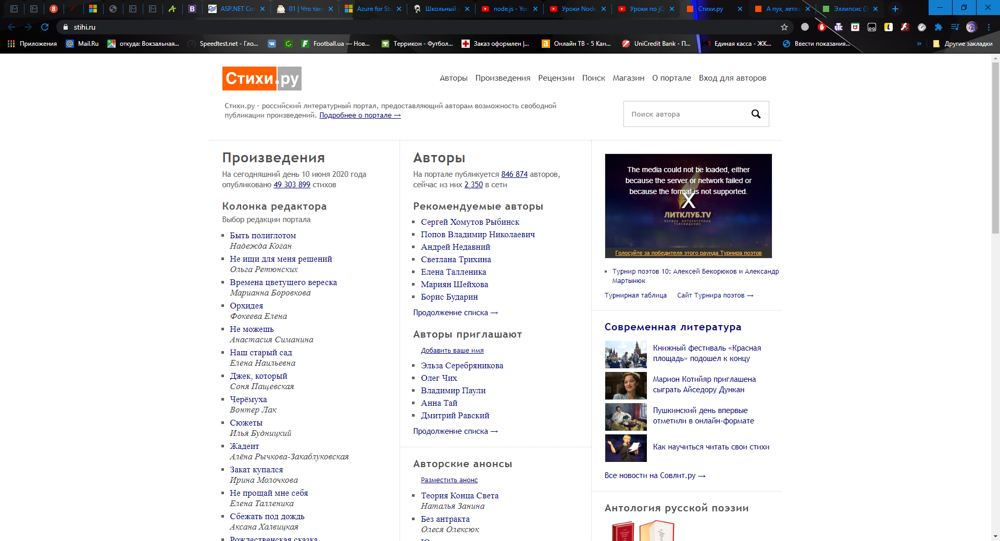 8
B
ASP.NET Cor
01 | Что так
Azure for Stu
Школьный л
node.js - You
Уроки Node
Уроки по jQ
Стихи.ру
А пух, летящ
Эллипсис (Э
stihi.ru
Приложения
Mail.Ru
откуда: Вокзальная...
Speedtest.net - Гло...
Football.ua — Нов...
Террикон - Футбол...
Заказ оформлен |...
Онлайн ТВ - 5 Кан...
UniCredit Bank - П...
Единая касса - ЖК...
Ввести показания...
»
Другие закладки
Стихи.ру
Авторы Произведения Рецензии Поиск Магазин О портале Вход для авторов
Стихи.ру – российский литературный портал, предоставляющий авторам возможность свободной
публикации произведений. Подробнее о портале →
Поиск автора
Произведения
На сегодняшний день 10 июня 2020 года
опубликовано 49 303 899 стихов
Колонка редактора
Выбор редакции портала
Быть полиглотом
Надежда Коган
Не ищи для меня решений
Ольга Ретюнских
Времена цветущего вереска
Марианна Боровкова
Орхидея
Фокеева Елена
Не можешь
Анастасия Симанина
Наш старый сад
Елена Наильевна
Джек, который
Соня Пащевская
Черёмуха
Вонтер Лак
Сюжеты
Илья Будницкий
Жадеит
Алёна Рычкова-Закаблуковская
Закат купался
Ирина Молочкова
Не прощай мне себя
Елена Талленика
Сбежать под дождь
Аксана Халвицкая
Рождественская сказка
Авторы
На портале публикуется 846 874 авторов,
сейчас из них 2 350 в сети
Рекомендуемые авторы
Сергей Хомутов Рыбинск
Попов Владимир Николаевич
Андрей Недавний
Светлана Трихина
Елена Талленика
Мариян Шейхова
Борис Бударин
Продолжение списка →
Авторы приглашают
Добавить ваше имя
Эльза Серебряникова
Олег Чих
Владимир Паули
Анна Тай
Дмитрий Равский
Продолжение списка →
Авторские анонсы
Разместить анонс
Теория Конца Света
Наталья Занина
Без антракта
Олеся Олексюк
The media could not be loaded, either
because the server or network failed or
because the format is not supported.
X
ЛИТКЛУБ.TV
ПЕРВОЕ ЛИТЕРАТУРНОЕ
ТЕЛЕВИДЕНИЕ
Голосуйте за победителя этого раунда Турнира поэтов
Турнир поэтов 10: Алексей Бекорюков и Александр
Мартынюк
Турнирная таблица Сайт Турнира поэтов →
Современная литература
Книжный фестиваль «Красная
площадь» подошел к концу
Марион Котийяр приглашена
сыграть Айседору Дункан
Пушкинский день впервые
отметили в онлайн-формате
Как научиться читать свои стихи
Все новости на Совлит.ру →
Антология русской поэзии